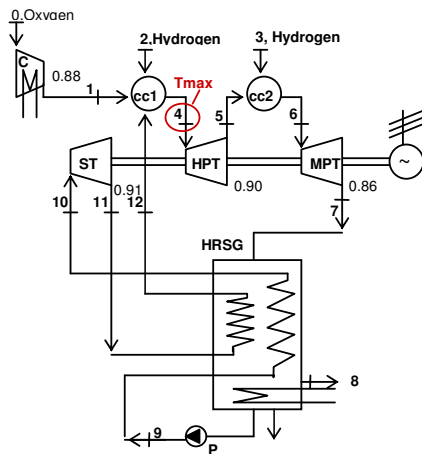 0,Oxygen
2,Hydrogen
3, Hydrogen
C
0.88
1
cc1
Tmax
4
5
cc2
6
ST
HPT
MPT
~
10
11
0.91
12
0.90
0.86
7
HRSG
8
9
P